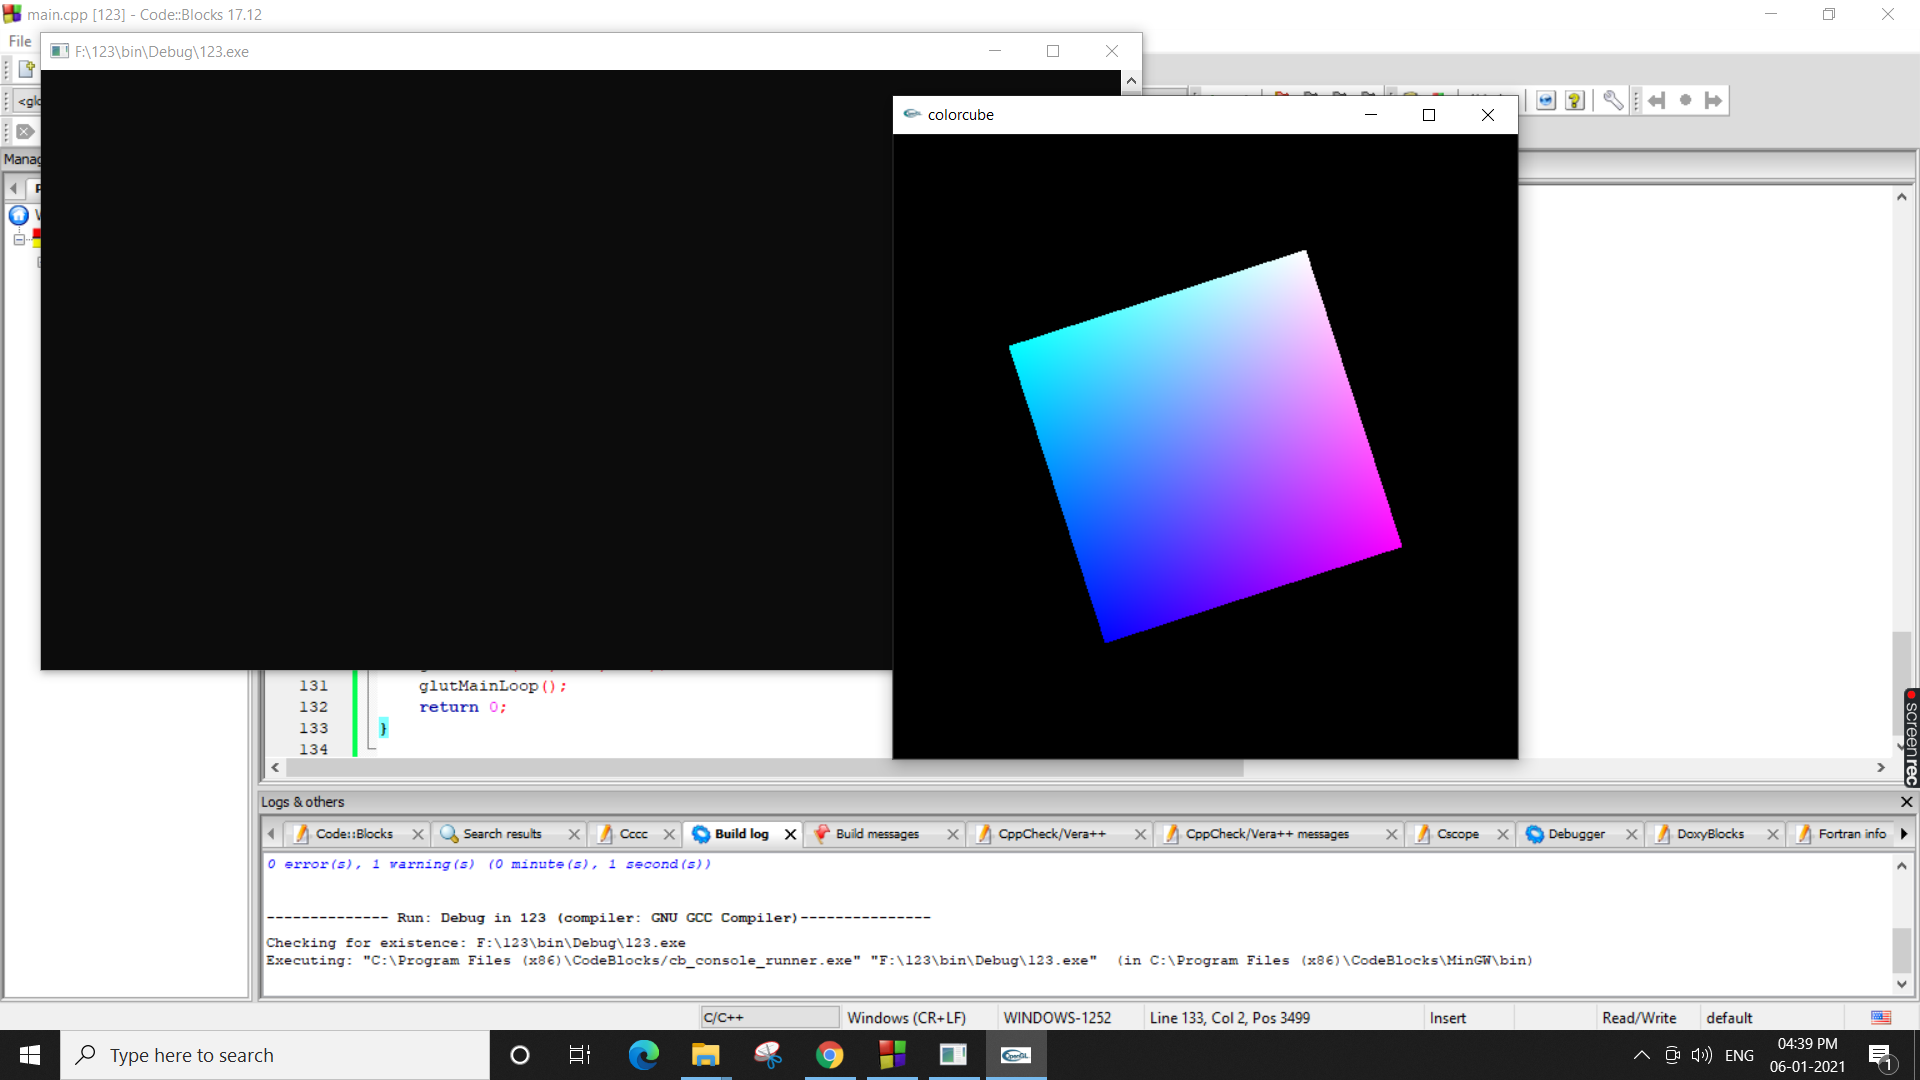 main.cpp [123] - Code::Blocks 17.12
File
F:\123\bin\Debug\123.exe
<glo
colorcube
Manag
131 glutMainLoop();
132 return 0;
133 }
134
screenrec
Logs & others
Code::Blocks Search results Cccc Build log Build messages CppCheck/Vera++ CppCheck/Vera++ messages Cscope Debugger DoxyBlocks Fortran info
0 error(s), 1 warning(s) (0 minute(s), 1 second(s))
-------------- Run: Debug in 123 (compiler: GNU GCC Compiler)---------------
Checking for existence: F:\123\bin\Debug\123.exe
Executing: "C:\Program Files (x86)\CodeBlocks/cb_console_runner.exe" "F:\123\bin\Debug\123.exe" (in C:\Program Files (x86)\CodeBlocks\MinGW\bin)
C/C++ Windows (CR+LF) WINDOWS-1252 Line 133, Col 2, Pos 3499 Insert Read/Write default
Type here to search
OpenGL
ENG
04:39 PM
06-01-2021
1